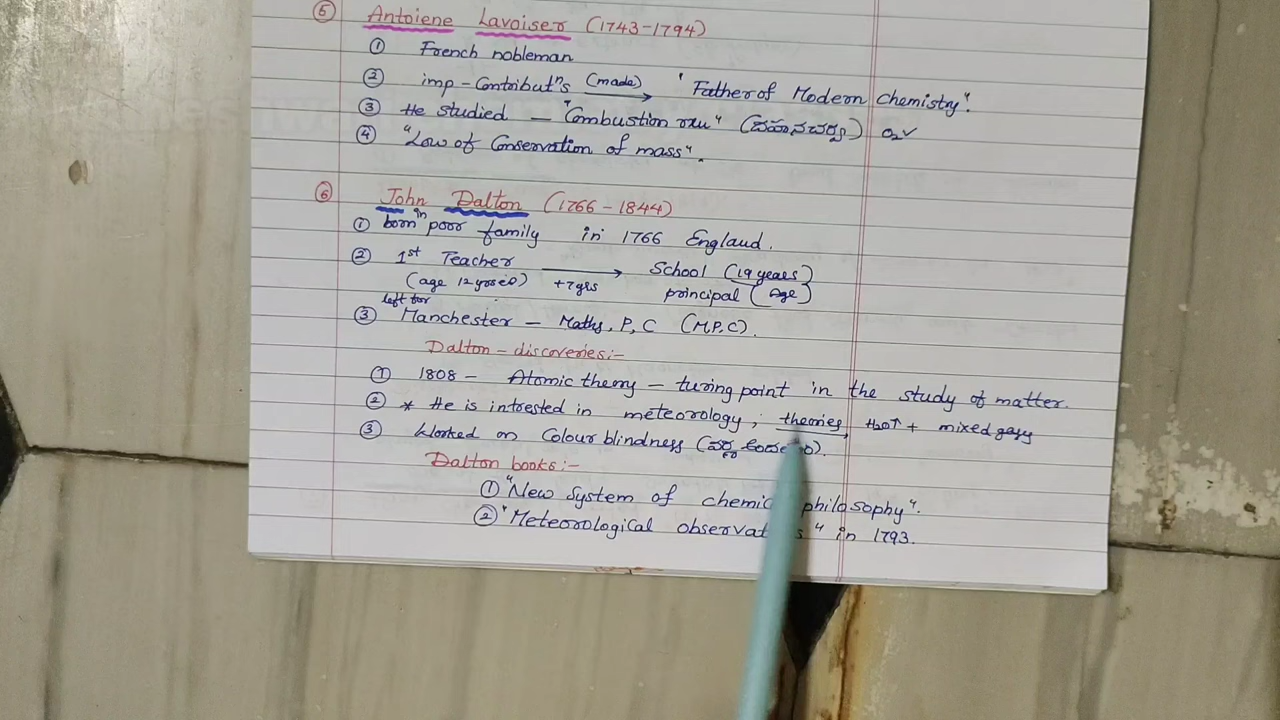 ⑤ Antoiene Lavoiser (1743-1794)
① French nobleman
② imp - Contribut"s (made) → "Father of Modern Chemistry".
③ He studied - "Combustion rxn" O₂✓
④ "Low of Conservation of mass".
⑥ John Dalton (1766-1844)
① born in poor family in 1766 England.
② 1st Teacher → School (19 years)
(age 12 +7yrs principal (Age)
left for
③ Manchester - Maths, P, C (M.P.C).
Dalton - discoveries:-
① 1808 - Atomic theory - turing point in the study of matter.
② * He is intrested in meteorology; theories, + mixed
③ Worked on Colour blindness
Dalton books:-
① "New System of philosophy".
② "Meteorological in 1793.